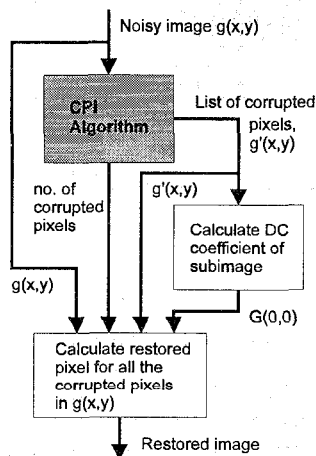 Noisy image g(x,y)
CPI
Algorithm
List of corrupted
pixels,
g'(x,y)
no. of
corrupted
pixels
g'(x,y)
Calculate DC
coefficient of
subimage
g(x,y)
G(0,0)
Calculate restored
pixel for all the
corrupted pixels
in g(x,y)
Restored image